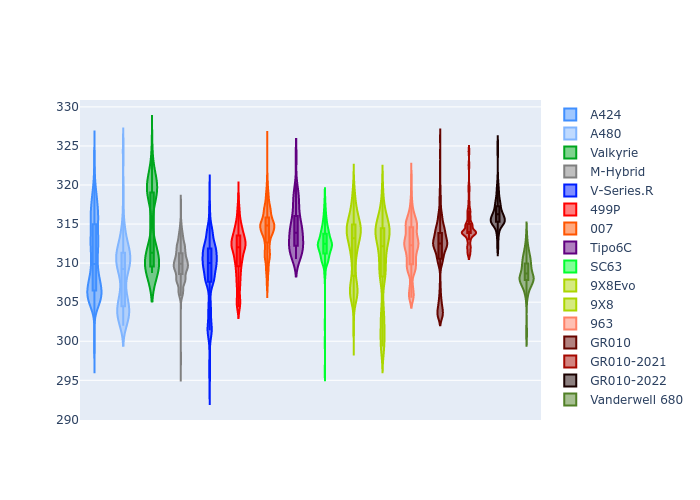 330
325
320
315
310
305
300
295
290
A424
A480
Valkyrie
M-Hybrid
V-Series.R
499P
007
Tipo6C
SC63
9X8Evo
9X8
963
GR010
GR010-2021
GR010-2022
Vanderwell 680